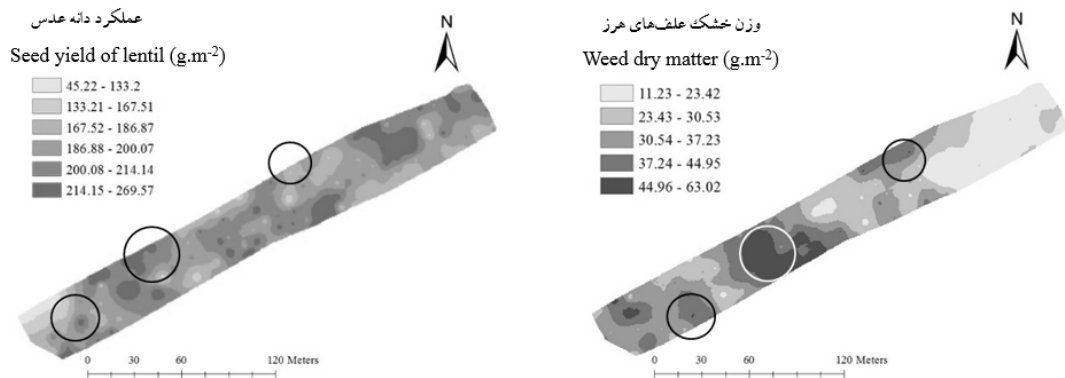 عملکرد دانه عدس
Seed yield of lentil (g.m-2)
45.22 - 133.2
133.21 - 167.51
167.52 - 186.87
186.88 - 200.07
200.08 - 214.14
214.15 - 269.57
N
0 30 60 120 Meters
وزن خشک علف‌های هرز
Weed dry matter (g.m-2)
11.23 - 23.42
23.43 - 30.53
30.54 - 37.23
37.24 - 44.95
44.96 - 63.02
N
0 30 60 120 Meters